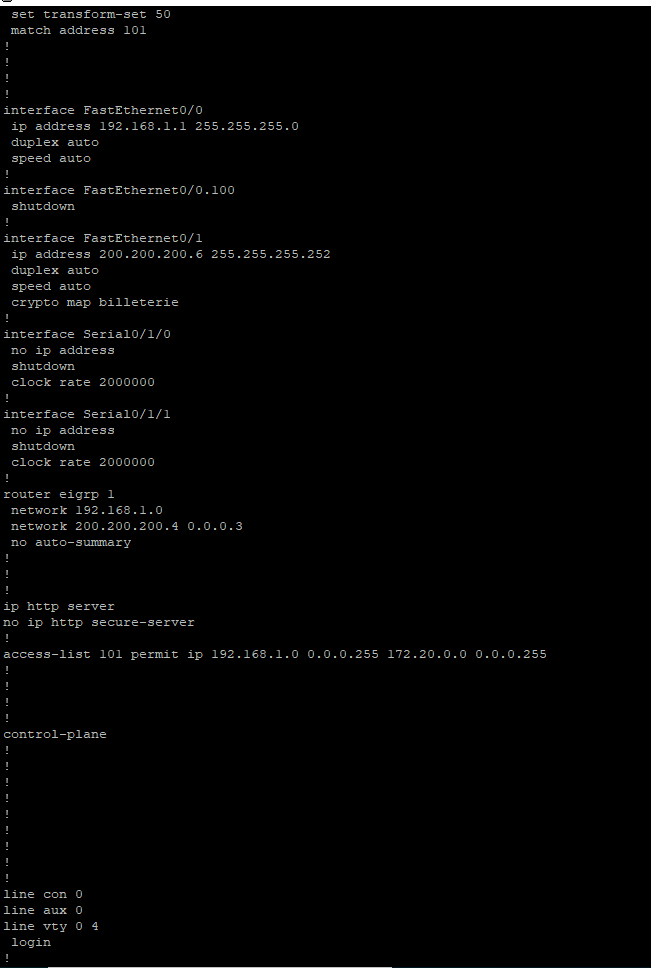 set transform-set 50
match address 101
!
!
!
!
interface FastEthernet0/0
ip address 192.168.1.1 255.255.255.0
duplex auto
speed auto
!
interface FastEthernet0/0.100
shutdown
!
interface FastEthernet0/1
ip address 200.200.200.6 255.255.255.252
duplex auto
speed auto
crypto map billeterie
!
interface Serial0/1/0
no ip address
shutdown
clock rate 2000000
!
interface Serial0/1/1
no ip address
shutdown
clock rate 2000000
!
router eigrp 1
network 192.168.1.0
network 200.200.200.4 0.0.0.3
no auto-summary
!
!
!
ip http server
no ip http secure-server
!
access-list 101 permit ip 192.168.1.0 0.0.0.255 172.20.0.0 0.0.0.255
!
!
!
!
control-plane
!
!
!
!
!
!
!
!
!
line con 0
line aux 0
line vty 0 4
login
!